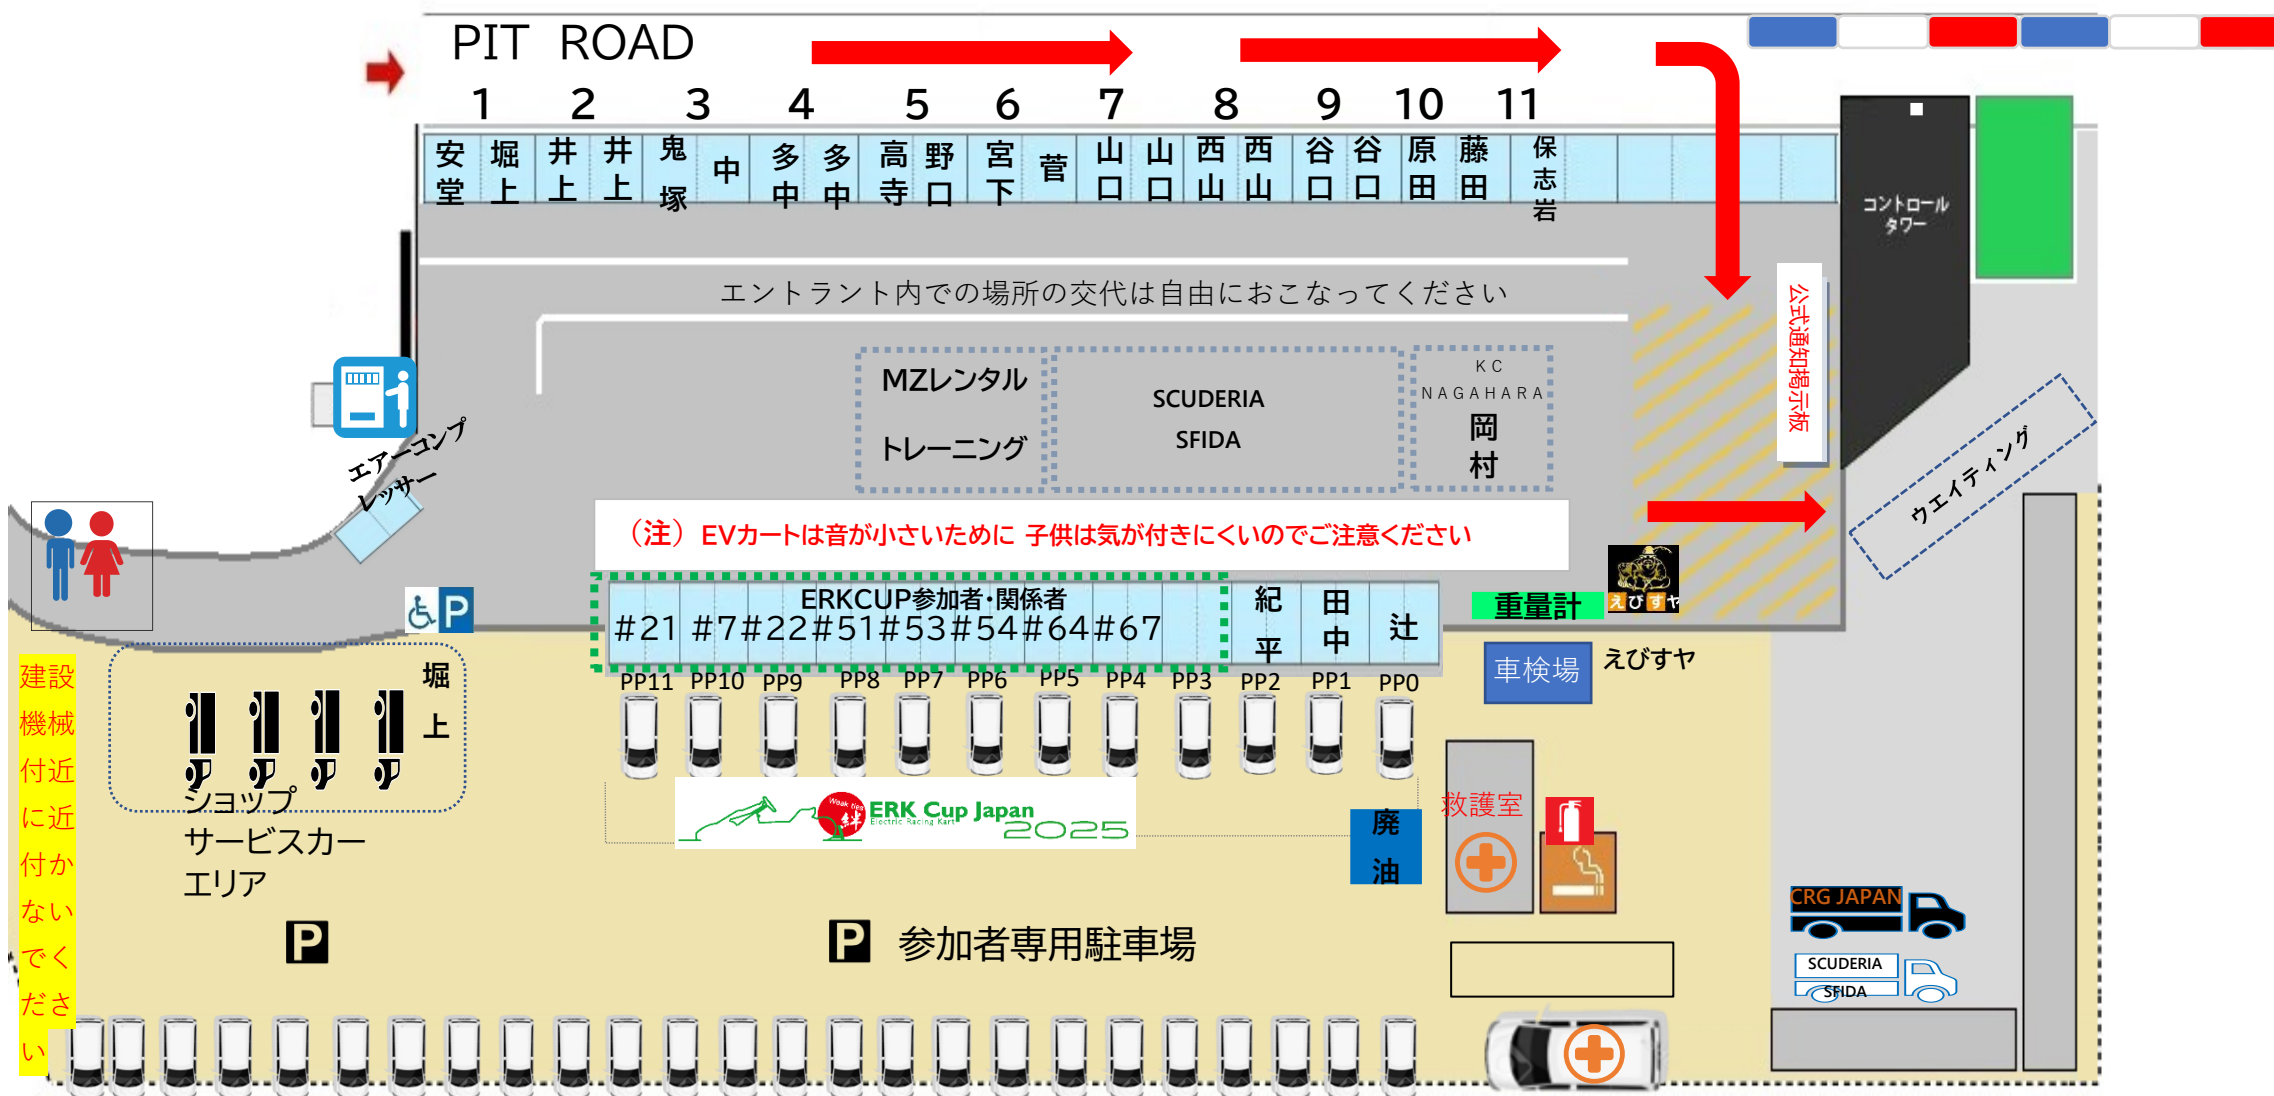 PIT ROAD
1 2 3 4 5 6 7 8 9 10 11
安堂 堀上 井上 井上 鬼塚 中 多中 多中 高寺 野口 宮下 菅 山口 山口 西山 西山 谷口 谷口 原田 藤田 保志岩
コントロール
タワー
エントラント内での場所の交代は自由におこなってください
公式通知掲示板
MZレンタル
トレーニング
SCUDERIA
SFIDA
KC
NAGAHARA
岡村
エアーコンプ
レッサー
ウエイティング
（注）EVカートは音が小さいために 子供は気が付きにくいのでご注意ください
P
ERKCUP参加者・関係者
#21 #7 #22 #51 #53 #54 #64 #67
紀平 田中 辻
重量計
えびすヤ
車検場
えびすヤ
PP11 PP10 PP9 PP8 PP7 PP6 PP5 PP4 PP3 PP2 PP1 PP0
建設
機械
付近
に近
付か
ない
でく
ださ
い
堀上
ショップ
サービスカー
エリア
Weak ties
絆
ERK Cup Japan
Electric Racing Kart
2025
廃油
救護室
P
P 参加者専用駐車場
CRG JAPAN
SCUDERIA
SFIDA